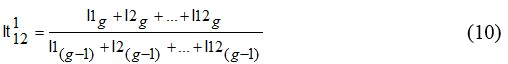 It^1_12 = (I1_g + I2_g + ... + I12_g) / (I1_(g−1) + I2_(g−1) + ... + I12_(g−1)) (10)